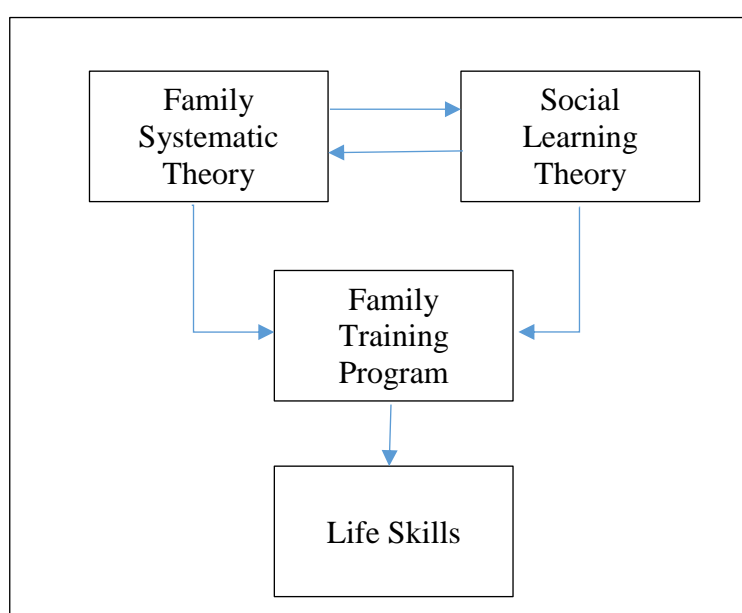 Family
Systematic
Theory
Social
Learning
Theory
Family
Training
Program
Life Skills